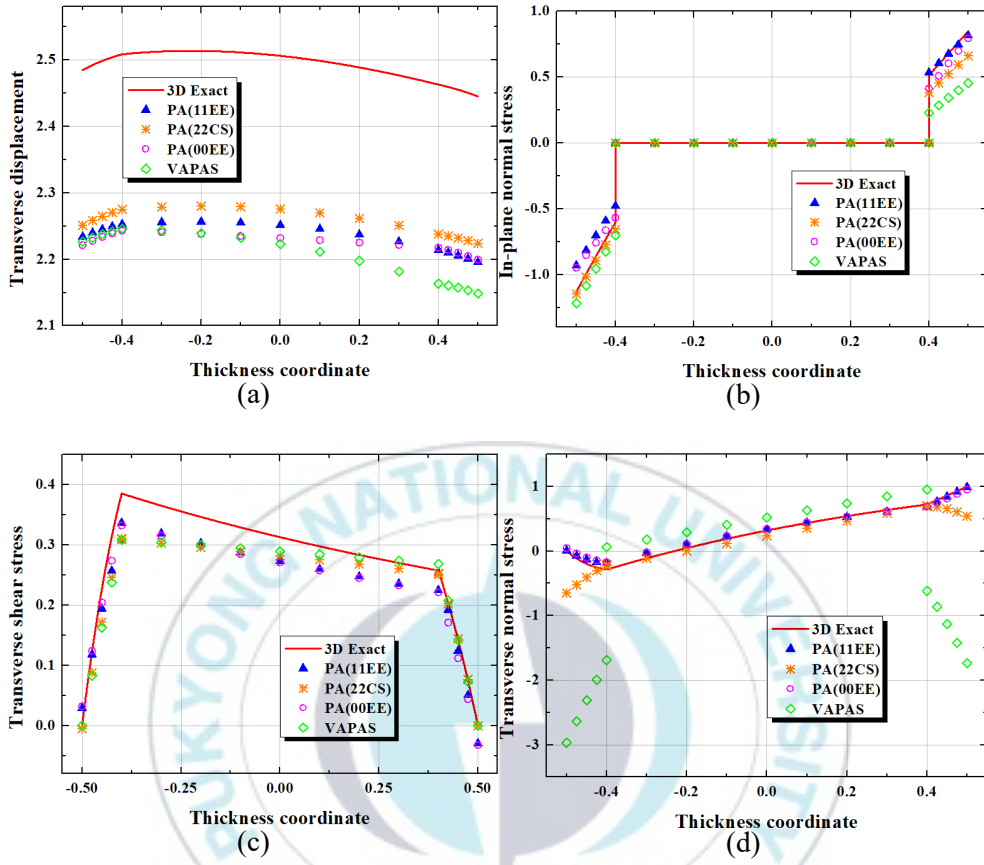 2.5
2.4
2.3
2.2
2.1
-0.4
-0.2
0.0
0.2
0.4
Transverse displacement
Thickness coordinate
3D Exact
PA(11EE)
PA(22CS)
PA(00EE)
VAPAS
(a)
1.0
0.5
0.0
-0.5
-1.0
-0.4
-0.2
0.0
0.2
0.4
In-plane normal stress
Thickness coordinate
3D Exact
PA(11EE)
PA(22CS)
PA(00EE)
VAPAS
(b)
0.4
0.3
0.2
0.1
0.0
-0.50
-0.25
0.00
0.25
0.50
Transverse shear stress
Thickness coordinate
3D Exact
PA(11EE)
PA(22CS)
PA(00EE)
VAPAS
(c)
1
0
-1
-2
-3
-0.4
-0.2
0.0
0.2
0.4
Transverse normal stress
Thickness coordinate
3D Exact
PA(11EE)
PA(22CS)
PA(00EE)
VAPAS
(d)
PUKYONG NATIONAL UNIVERSITY